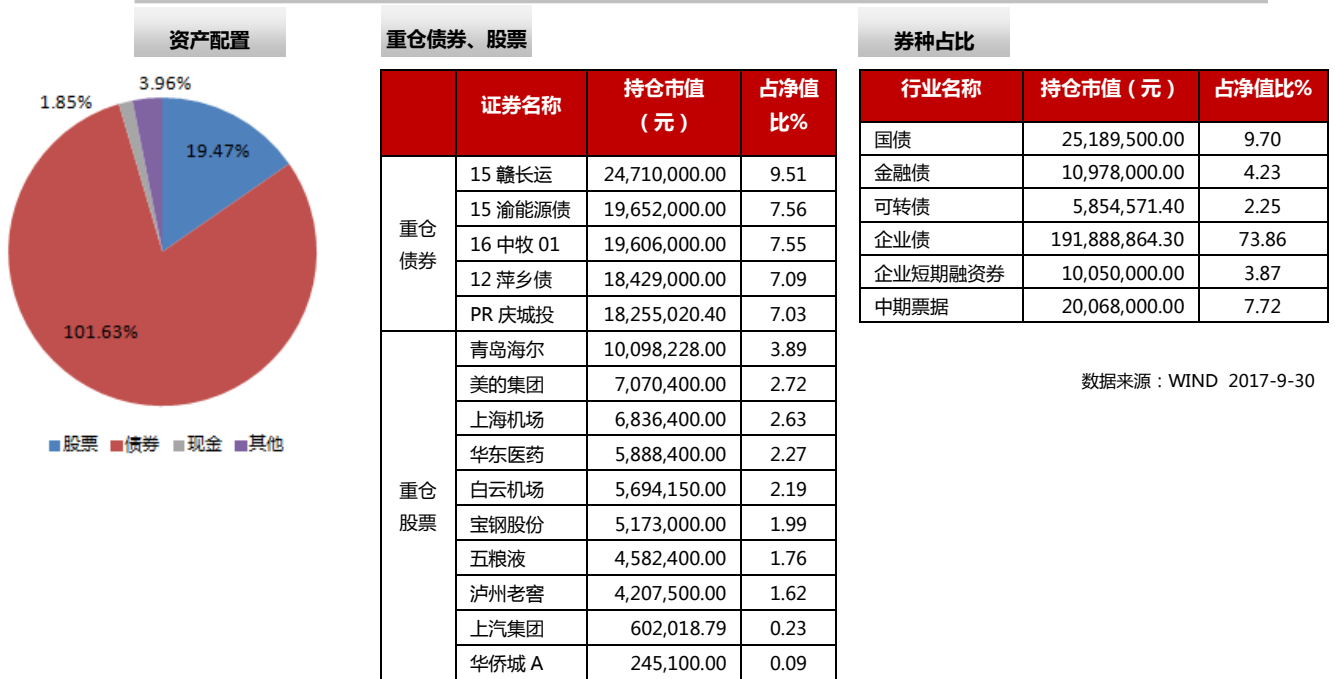 资产配置
3.96%
1.85%
19.47%
101.63%
股票 债券 现金 其他
重仓债券、股票
证券名称 持仓市值（元） 占净值比%
重仓债券
15 赣长运 24,710,000.00 9.51
15 渝能源债 19,652,000.00 7.56
16 中牧 01 19,606,000.00 7.55
12 萍乡债 18,429,000.00 7.09
PR 庆城投 18,255,020.40 7.03
重仓股票
青岛海尔 10,098,228.00 3.89
美的集团 7,070,400.00 2.72
上海机场 6,836,400.00 2.63
华东医药 5,888,400.00 2.27
白云机场 5,694,150.00 2.19
宝钢股份 5,173,000.00 1.99
五粮液 4,582,400.00 1.76
泸州老窖 4,207,500.00 1.62
上汽集团 602,018.79 0.23
华侨城 A 245,100.00 0.09
券种占比
行业名称 持仓市值（元） 占净值比%
国债 25,189,500.00 9.70
金融债 10,978,000.00 4.23
可转债 5,854,571.40 2.25
企业债 191,888,864.30 73.86
企业短期融资券 10,050,000.00 3.87
中期票据 20,068,000.00 7.72
数据来源：WIND 2017-9-30